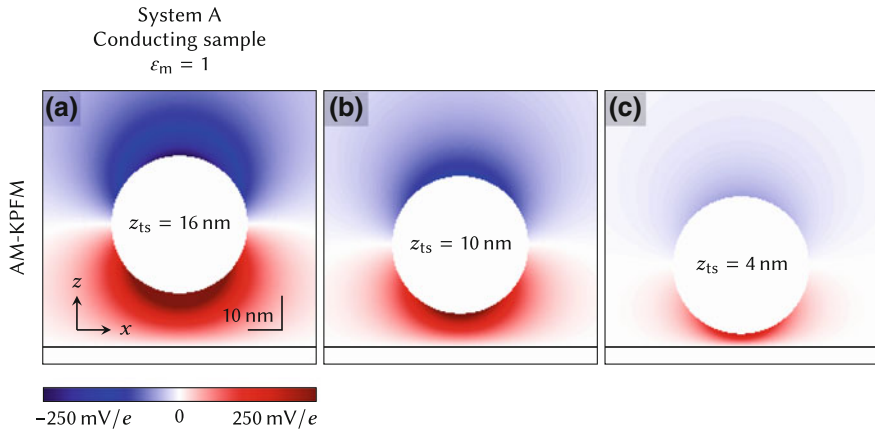 System A
Conducting sample
εm = 1
(a)
(b)
(c)
AM-KPFM
zts = 16 nm
zts = 10 nm
zts = 4 nm
z
x
10 nm
−250 mV/e 0 250 mV/e